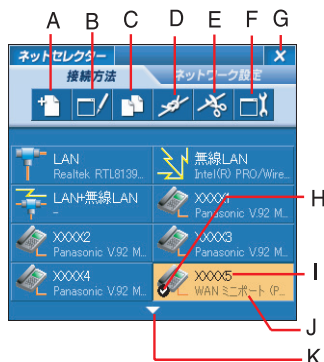 A B C D E F G
ネットセレクター X
接続方法 ネットワーク設定
LAN
Realtek RTL8139...
無線LAN
Intel(R) PRO/Wire...
LAN+無線LAN
-
XXXX1
Panasonic V.92 M...
H
XXXX2
Panasonic V.92 M...
XXXX3
Panasonic V.92 M...
XXXX4
Panasonic V.92 M...
XXXX5
WAN ミニポート (P...
I
J
K